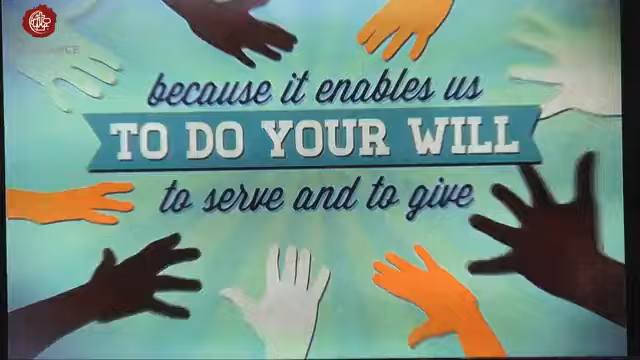 because it enables us
TO DO YOUR WILL
to serve and to give